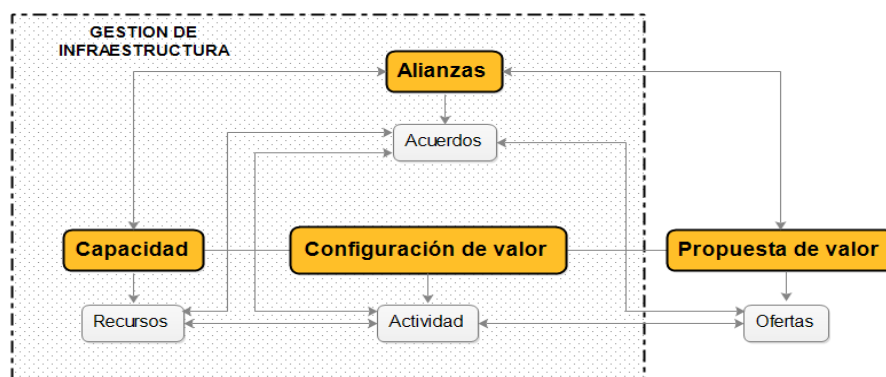 GESTION DE
INFRAESTRUCTURA
Alianzas
Acuerdos
Capacidad
Configuración de valor
Propuesta de valor
Recursos
Actividad
Ofertas